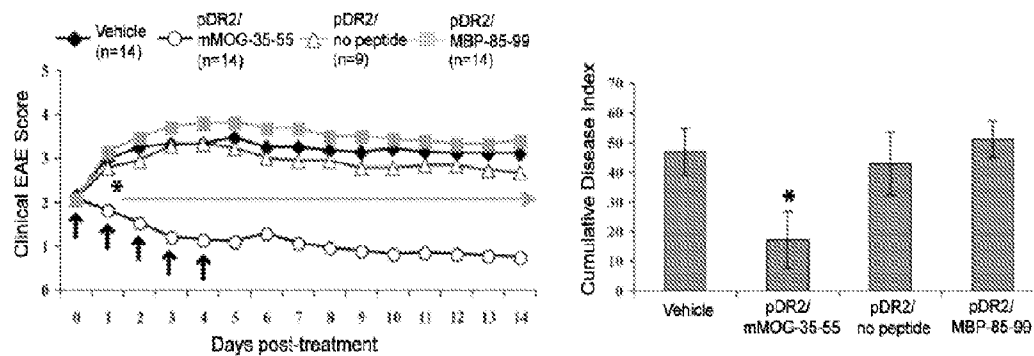 Vehicle
(n=14)
pDR2/
mMOG-35-55
(n=14)
pDR2/
no peptide
(n=9)
pDR2/
MBP-85-99
(n=14)
Clinical EAE Score
5
4
3
2
1
0
*
0 1 2 3 4 5 6 7 8 9 10 11 12 13 14
Days post-treatment
Cumulative Disease Index
70
60
50
40
30
20
10
0
*
Vehicle
pDR2/
mMOG-35-55
pDR2/
no peptide
pDR2/
MBP-85-99